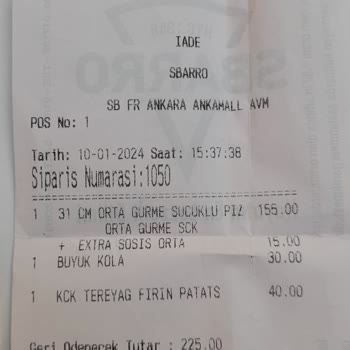 IADE
SBARRO
SB FR ANKARA ANKAMALL AVM
POS No: 1
Tarih: 10-01-2024 Saat: 15:37:38
Siparis Numarasi:1050
1 31 CM ORTA GURME SUCUKLU PIZ 155.00
ORTA GURME SCK
+ EXTRA SOSIS ORTA 15.00
1 BUYUK KOLA 30.00
1 KCK TEREYAG FIRIN PATATS 40.00
Geri Odenecek Tutar : 225.00